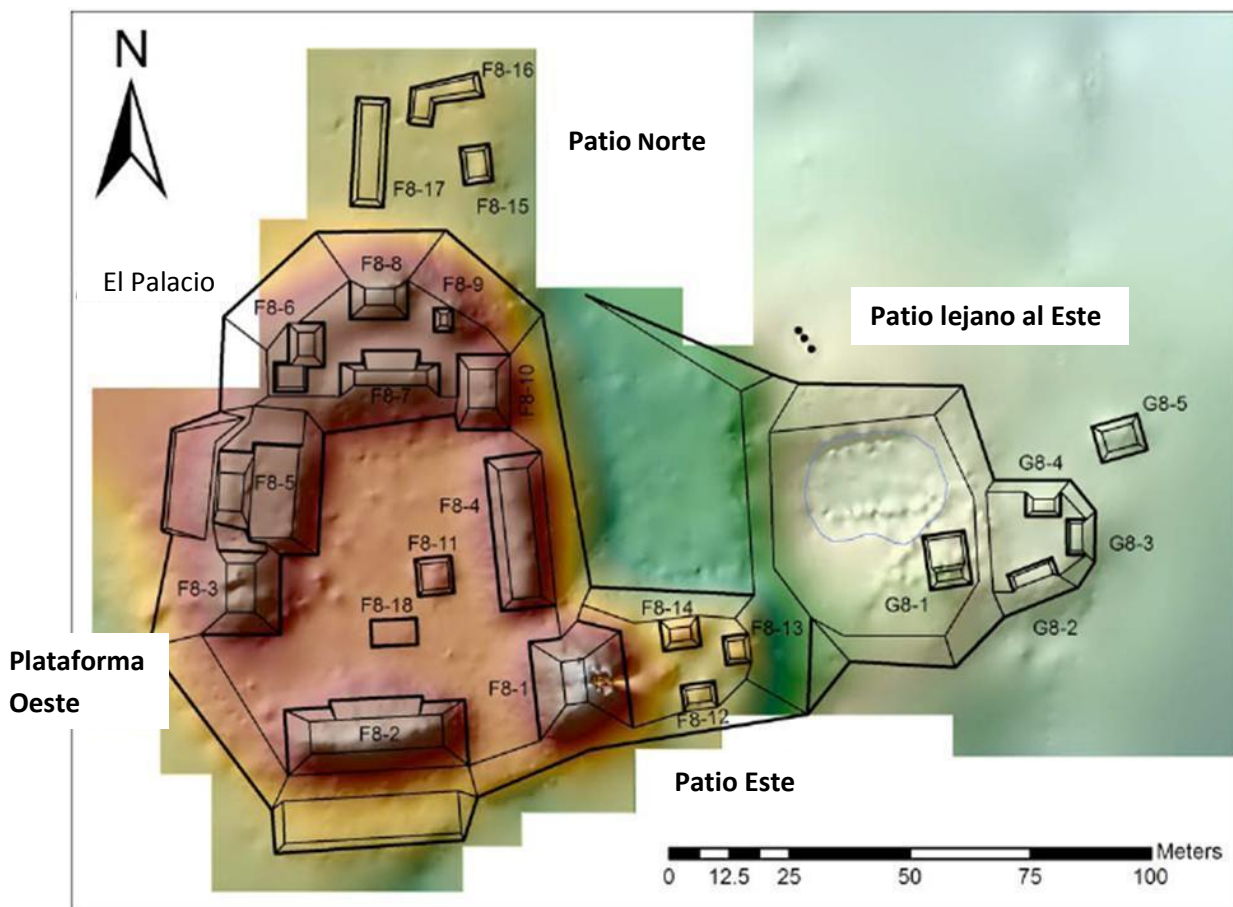 N
F8-16
Patio Norte
F8-17
F8-15
El Palacio
F8-8
F8-9
F8-6
Patio lejano al Este
F8-7
F8-10
G8-5
G8-4
F8-5
F8-4
G8-3
F8-11
F8-3
G8-1
F8-18
F8-14
G8-2
F8-13
Plataforma
Oeste
F8-1
F8-12
F8-2
Patio Este
Meters
0 12.5 25 50 75 100